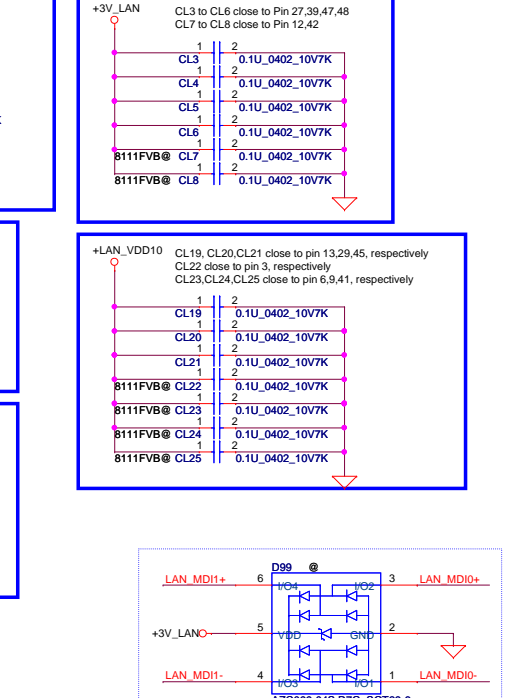 +3V_LAN
CL3 to CL6 close to Pin 27,39,47,48
CL7 to CL8 close to Pin 12,42
1 2
CL3 0.1U_0402_10V7K
1 2
CL4 0.1U_0402_10V7K
1 2
CL5 0.1U_0402_10V7K
1 2
CL6 0.1U_0402_10V7K
1 2
8111FVB@ CL7 0.1U_0402_10V7K
1 2
8111FVB@ CL8 0.1U_0402_10V7K
+LAN_VDD10
CL19, CL20,CL21 close to pin 13,29,45, respectively
CL22 close to pin 3, respectively
CL23,CL24,CL25 close to pin 6,9,41, respectively
1 2
CL19 0.1U_0402_10V7K
1 2
CL20 0.1U_0402_10V7K
1 2
CL21 0.1U_0402_10V7K
1 2
8111FVB@ CL22 0.1U_0402_10V7K
1 2
8111FVB@ CL23 0.1U_0402_10V7K
1 2
8111FVB@ CL24 0.1U_0402_10V7K
1 2
8111FVB@ CL25 0.1U_0402_10V7K
D99 @
LAN_MDI1+ 6 I/O4 I/O2 3 LAN_MDI0+
+3V_LAN 5 VDD GND 2
LAN_MDI1- 4 I/O3 I/O1 1 LAN_MDI0-